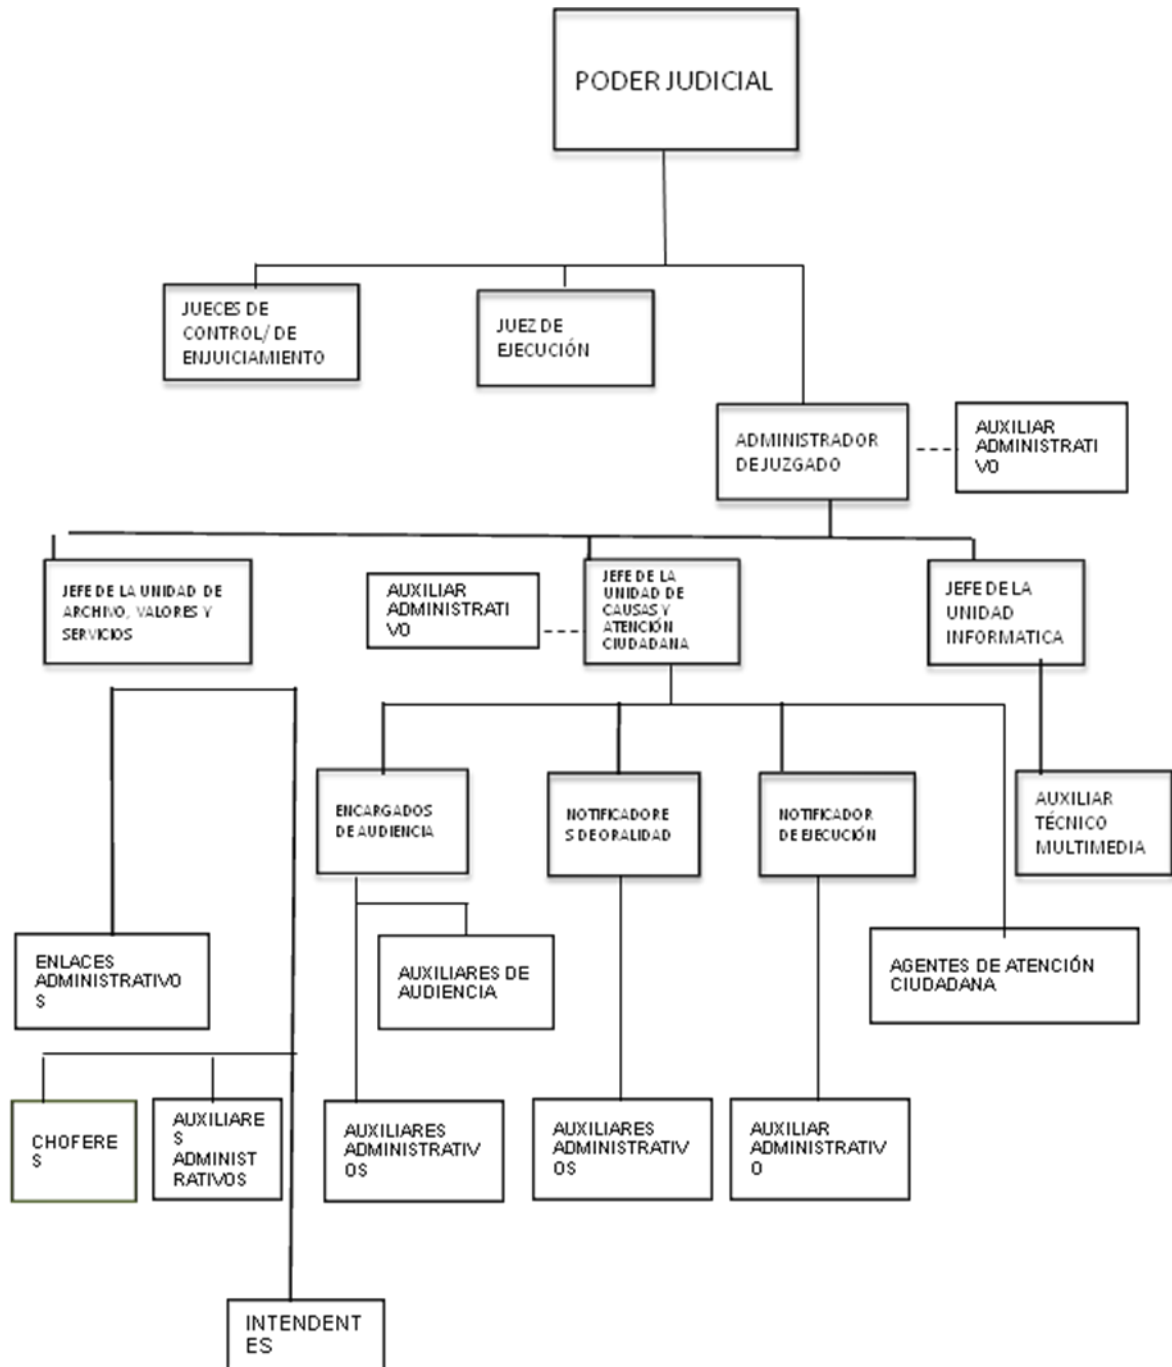 PODER JUDICIAL
JUECES DE
CONTROL/ DE
ENJUICIAMIENTO
JUEZ DE
EJECUCIÓN
ADMINISTRADOR
DE JUZGADO
AUXILIAR
ADMINISTRATI
VO
JEFE DE LA UNIDAD DE
ARCHIVO, VALORES Y
SERVICIOS
AUXILIAR
ADMINISTRATI
VO
JEFE DE LA
UNIDAD DE
CAUSAS Y
ATENCIÓN
CIUDADANA
JEFE DE LA
UNIDAD
INFORMATICA
ENCARGADOS
DE AUDIENCIA
NOTIFICADORE
S DE ORALIDAD
NOTIFICADOR
DE EJECUCIÓN
AUXILIAR
TÉCNICO
MULTIMEDIA
ENLACES
ADMINISTRATIVO
S
AUXILIARES DE
AUDIENCIA
AGENTES DE ATENCIÓN
CIUDADANA
CHOFERE
S
AUXILIARE
S
ADMINIST
RATIVOS
AUXILIARES
ADMINISTRATIV
OS
AUXILIARES
ADMINISTRATIV
OS
AUXILIAR
ADMINISTRATIV
O
INTENDENT
ES